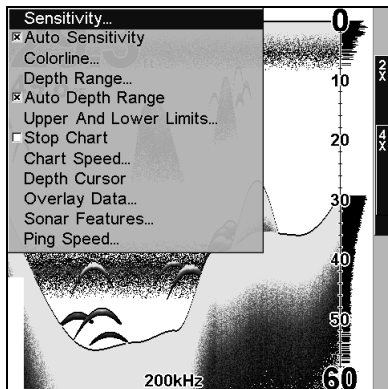 Sensitivity...
Auto Sensitivity
Colorline...
Depth Range...
Auto Depth Range
Upper And Lower Limits...
Stop Chart
Chart Speed...
Depth Cursor
Overlay Data...
Sonar Features...
Ping Speed...
0
10
20
30
40
50
60
2X
4X
200kHz